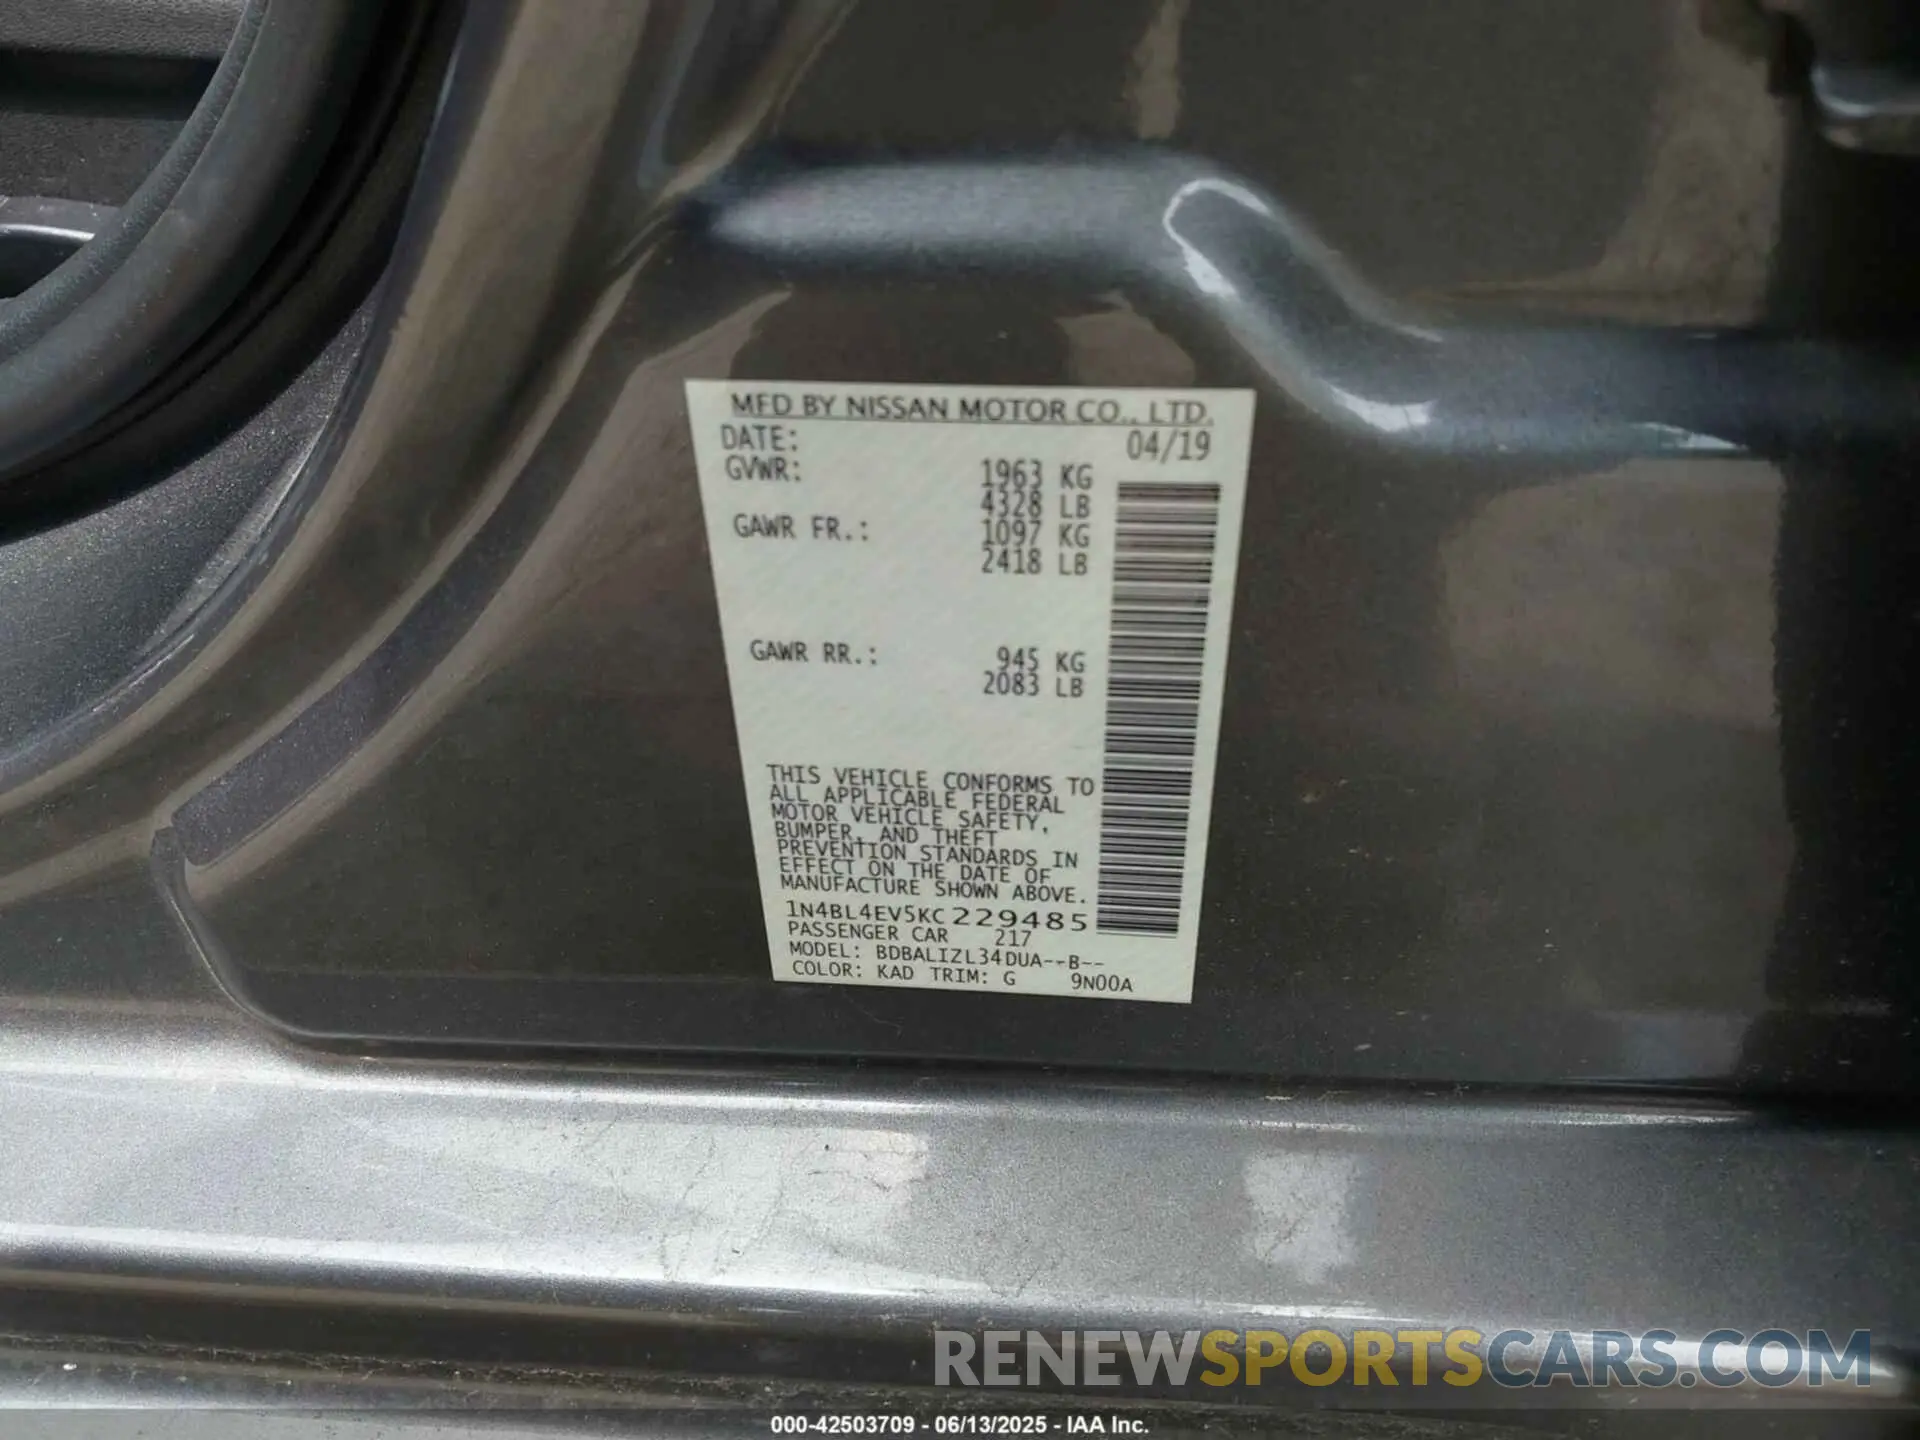 MFD BY NISSAN MOTOR CO., LTD.
DATE: 04/19
GVWR: 1963 KG
4328 LB
GAWR FR.: 1097 KG
2418 LB
GAWR RR.: 945 KG
2083 LB
THIS VEHICLE CONFORMS TO
ALL APPLICABLE FEDERAL
MOTOR VEHICLE SAFETY,
BUMPER, AND THEFT
PREVENTION STANDARDS IN
EFFECT ON THE DATE OF
MANUFACTURE SHOWN ABOVE.
1N4BL4EV5KC229485
PASSENGER CAR 217
MODEL: BDBALIZL34DUA--B--
COLOR: KAD TRIM: G 9N00A
RENEWSPORTSCARS.COM
000-42503709 - 06/13/2025 - IAA Inc.